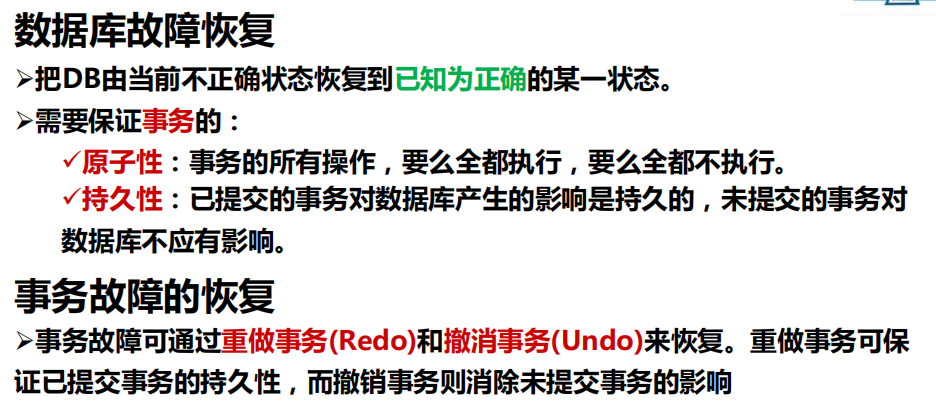 数据库故障恢复
➢把DB由当前不正确状态恢复到已知为正确的某一状态。
➢需要保证事务的：
✓原子性：事务的所有操作，要么全都执行，要么全都不执行。
✓持久性：已提交的事务对数据库产生的影响是持久的，未提交的事务对
数据库不应有影响。
事务故障的恢复
➢事务故障可通过重做事务(Redo)和撤消事务(Undo)来恢复。重做事务可保
证已提交事务的持久性，而撤销事务则消除未提交事务的影响